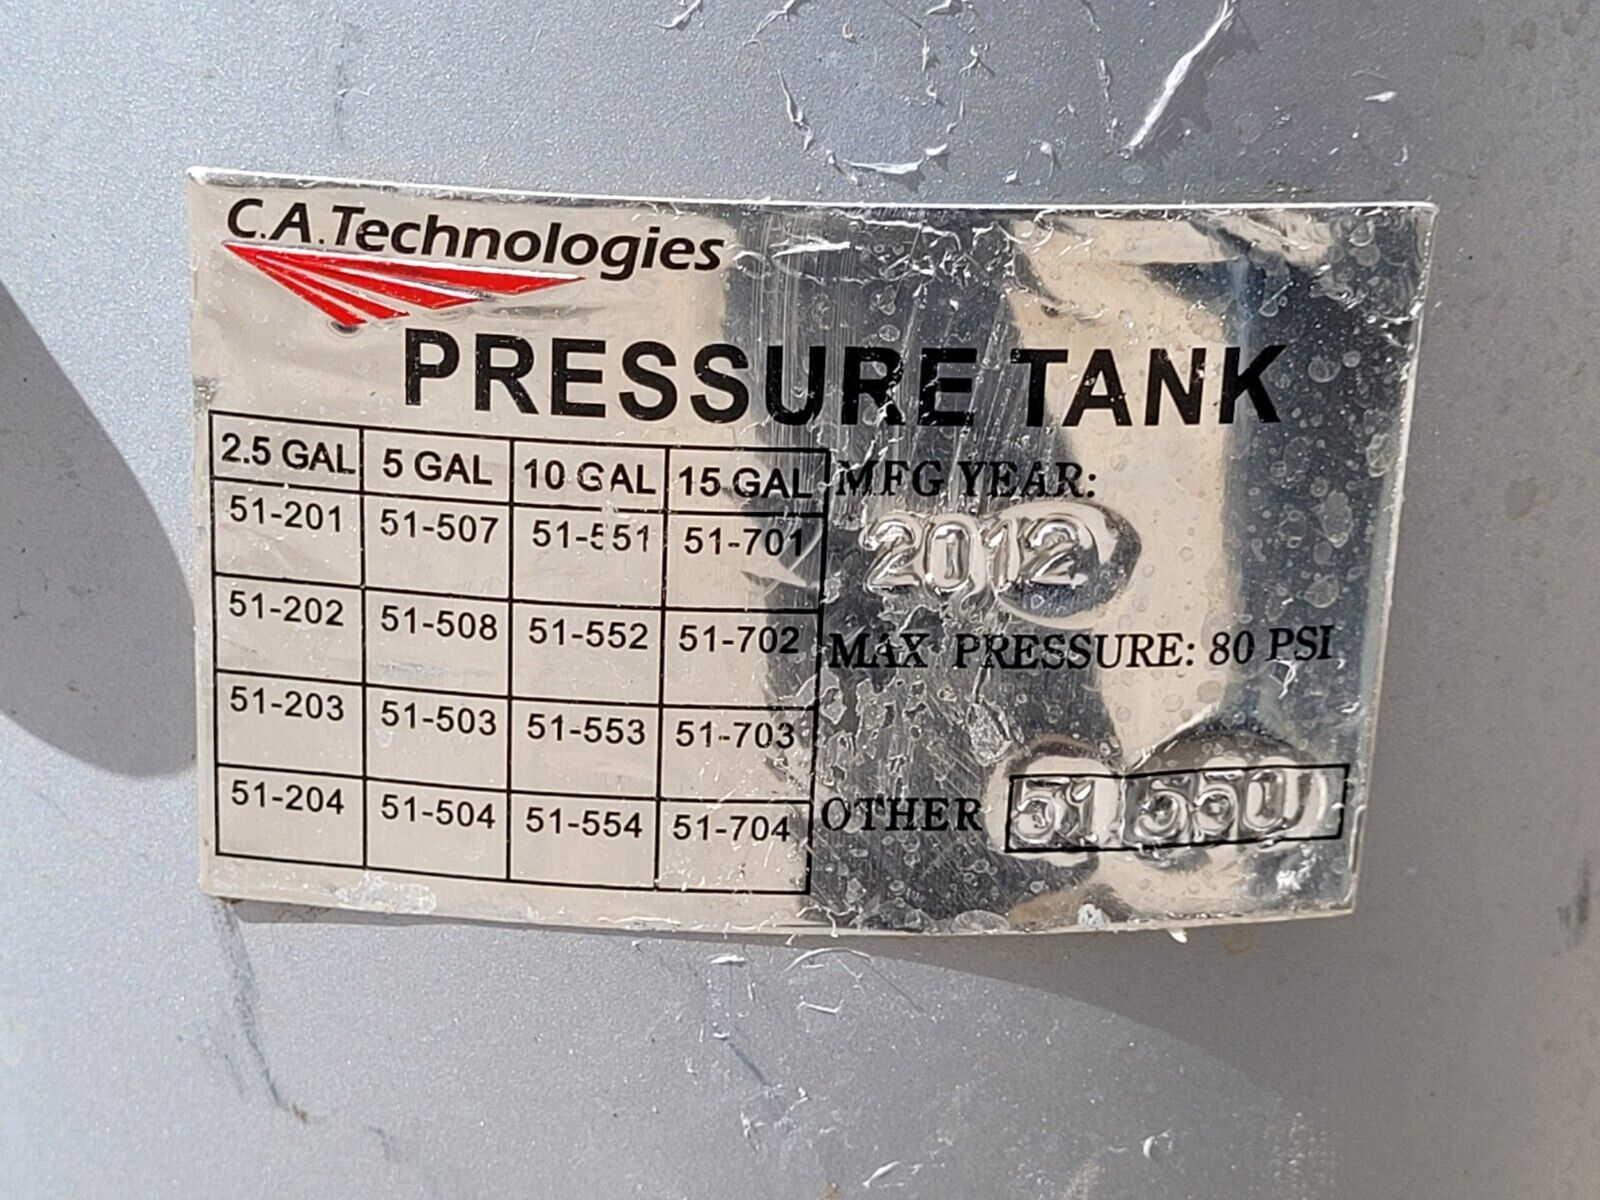 C.A.Technologies
PRESSURE TANK
2.5 GAL 5 GAL 10 GAL 15 GAL
51-201 51-507 51-551 51-701
51-202 51-508 51-552 51-702
51-203 51-503 51-553 51-703
51-204 51-504 51-554 51-704
MFG YEAR:
2012
MAX PRESSURE: 80 PSI
OTHER 51 550